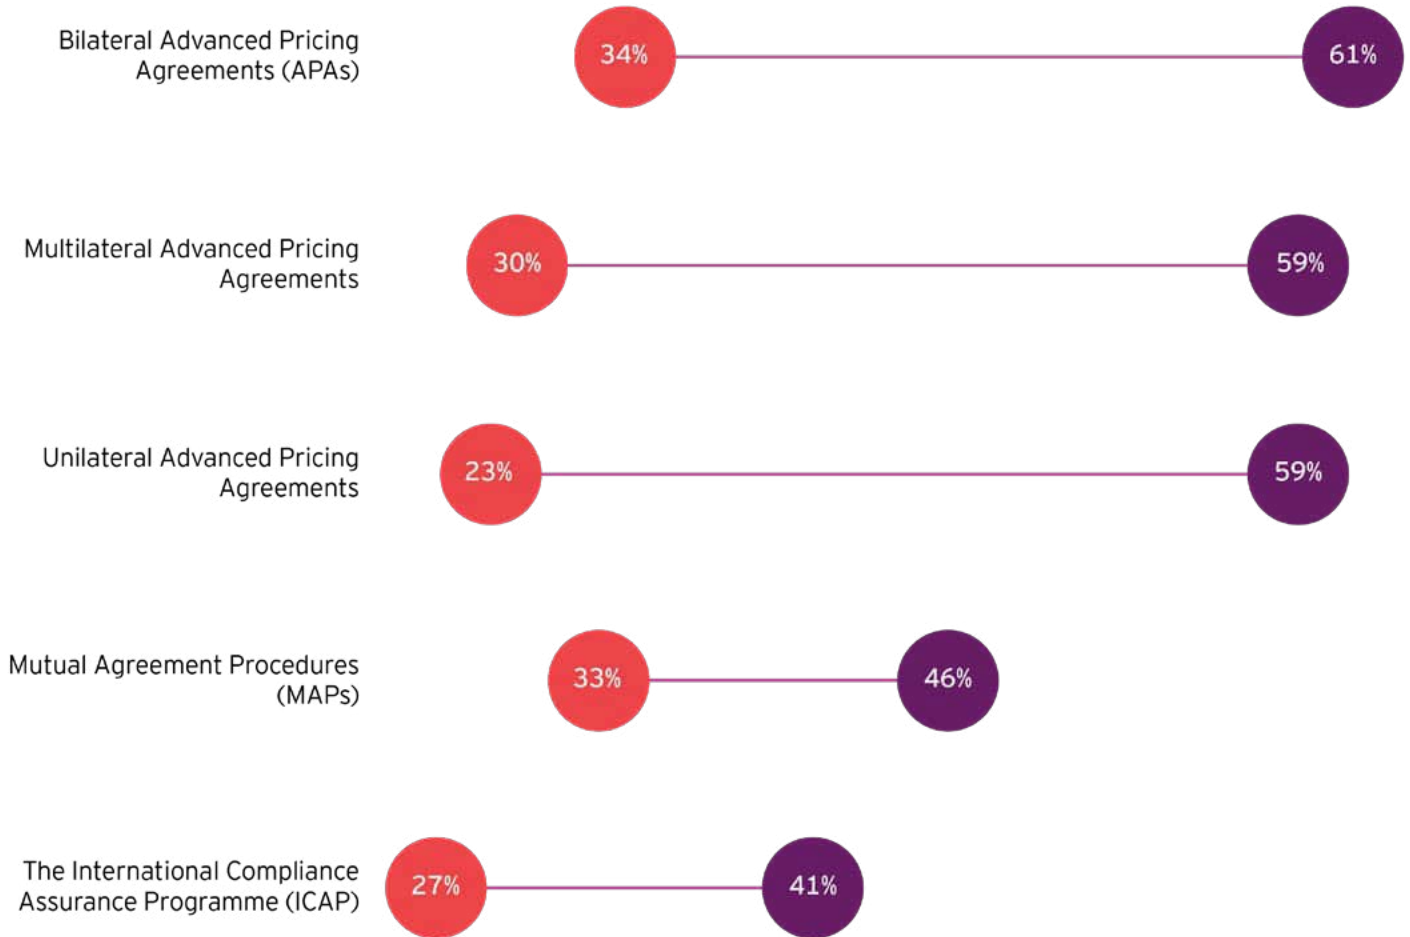 Bilateral Advanced Pricing
Agreements (APAs)
34%
61%
Multilateral Advanced Pricing
Agreements
30%
59%
Unilateral Advanced Pricing
Agreements
23%
59%
Mutual Agreement Procedures
(MAPs)
33%
46%
The International Compliance
Assurance Programme (ICAP)
27%
41%